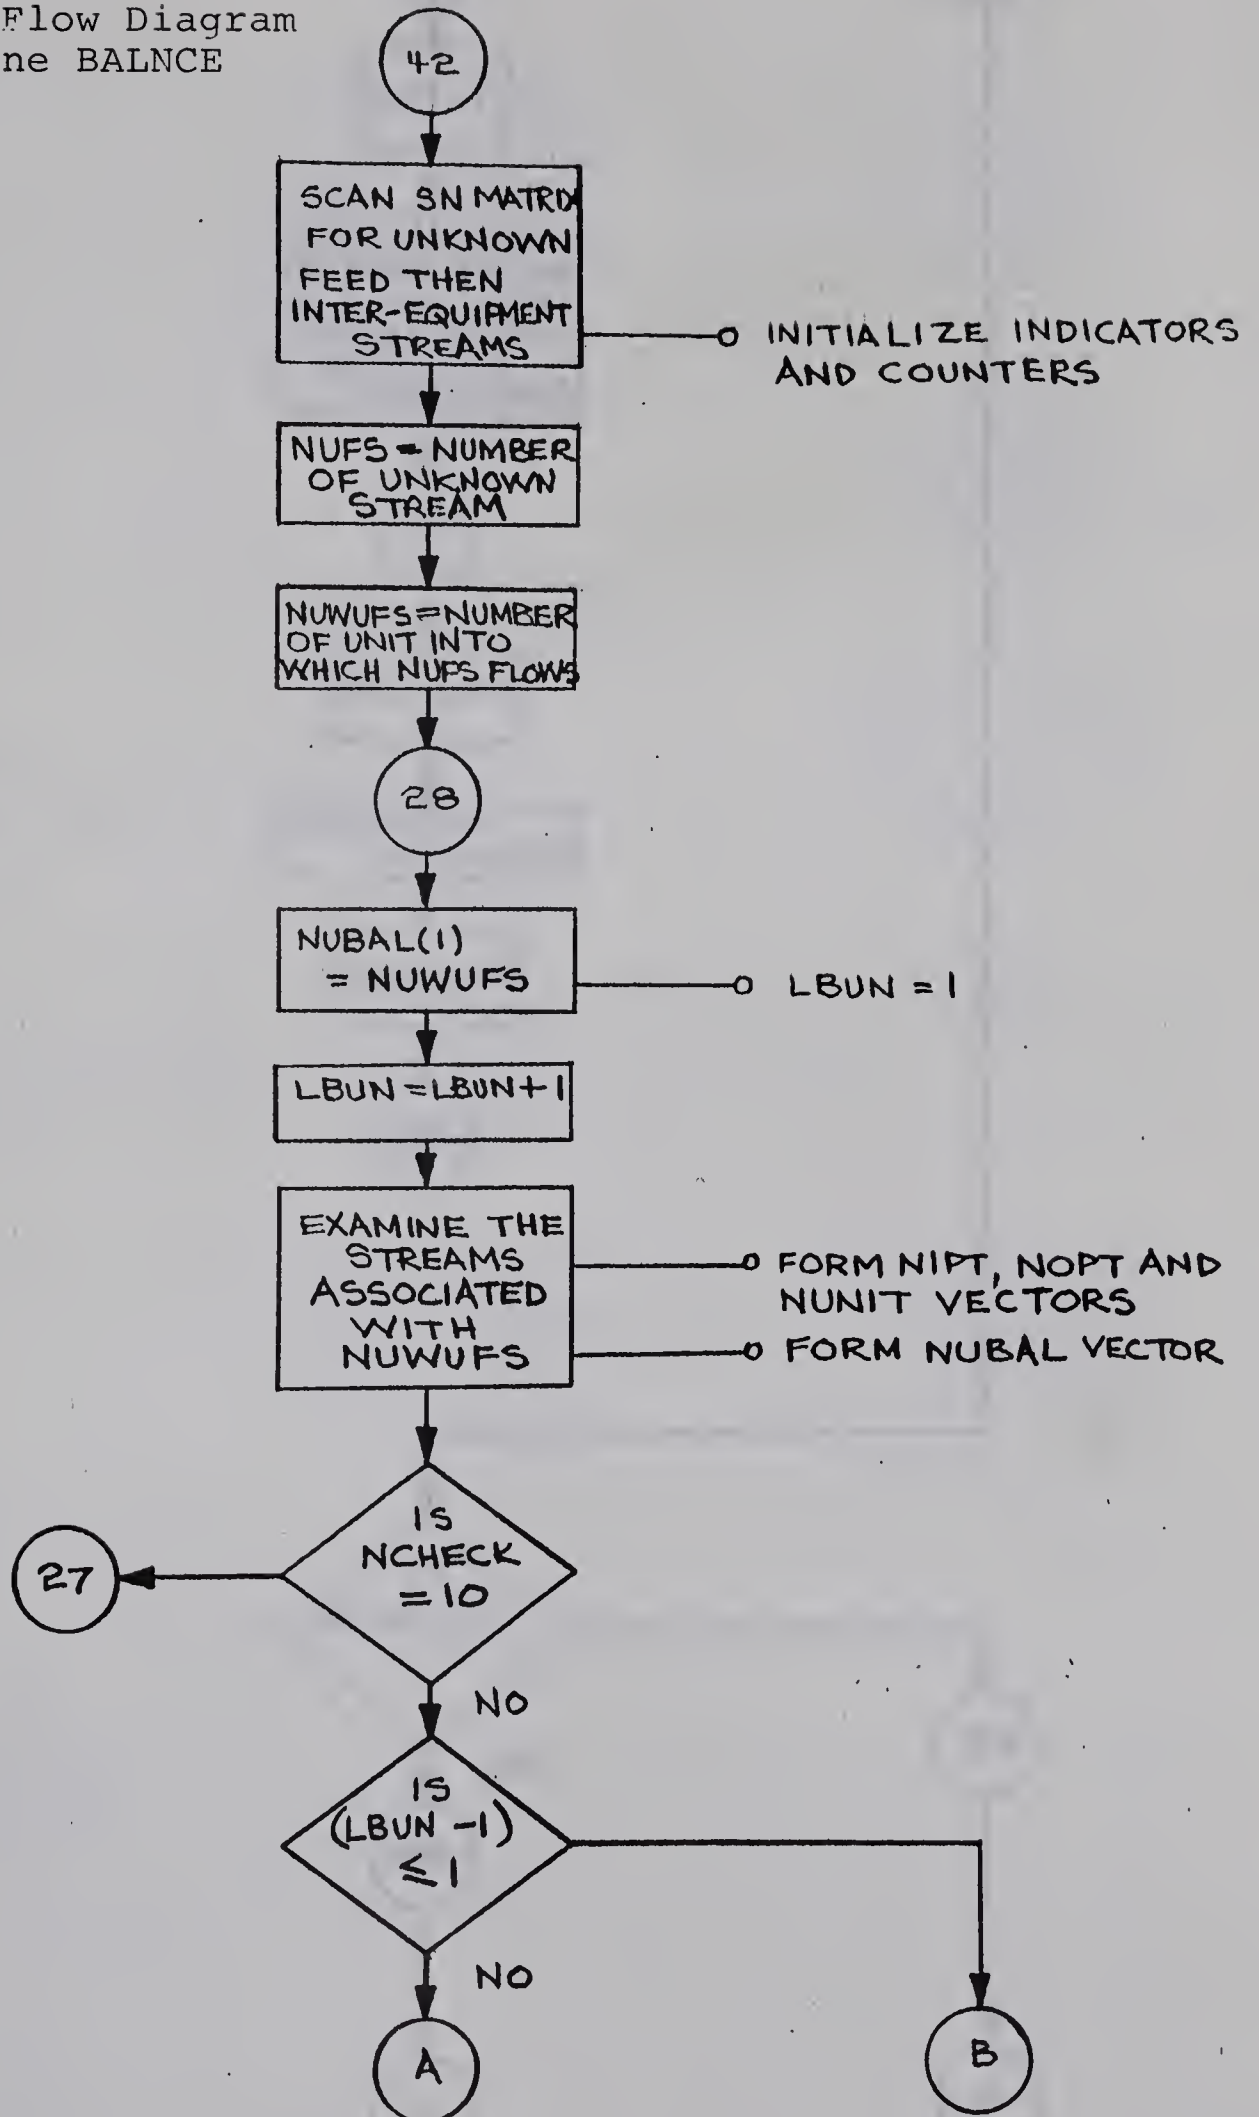 Flow Diagram
ne BALNCE
42
SCAN SN MATRIX
FOR UNKNOWN
FEED THEN
INTER-EQUIPMENT
STREAMS
INITIALIZE INDICATORS
AND COUNTERS
NUFS = NUMBER
OF UNKNOWN
STREAM
NUWUFS = NUMBER
OF UNIT INTO
WHICH NUFS FLOWS
28
NUBAL(1)
= NUWUFS
LBUN = 1
LBUN = LBUN + 1
EXAMINE THE
STREAMS
ASSOCIATED
WITH
NUWUFS
FORM NIPT, NOPT AND
NUNIT VECTORS
FORM NUBAL VECTOR
IS
NCHECK
= 10
27
NO
IS
(LBUN - 1)
≤ 1
NO
A
B